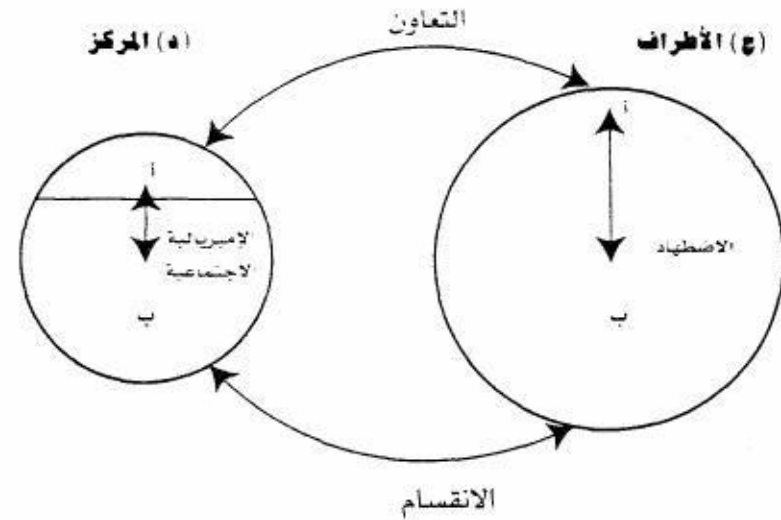 التعاون
(ج) الأطراف
(د) المركز
أ
أ
الإمبريالية
الاجتماعية
الاضطهاد
ب
ب
الانقسام